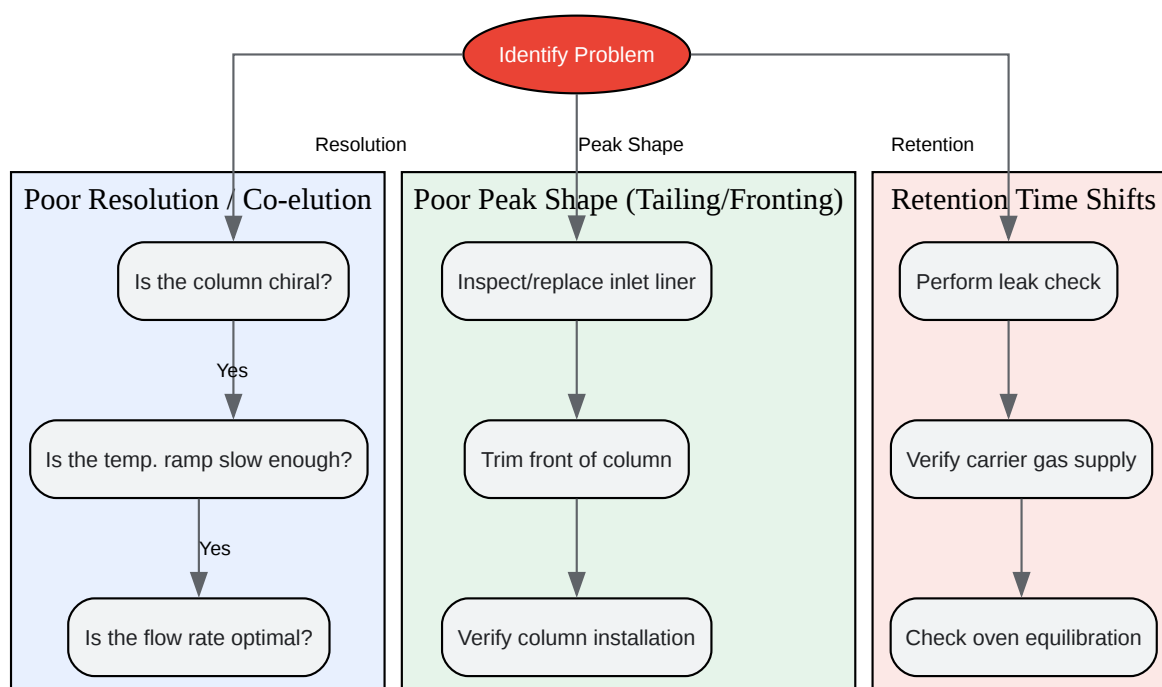 Identify Problem
Resolution
Peak Shape
Retention
Poor Resolution / Co-elution
Poor Peak Shape (Tailing/Fronting)
Retention Time Shifts
Is the column chiral?
Inspect/replace inlet liner
Perform leak check
Yes
Is the temp. ramp slow enough?
Trim front of column
Verify carrier gas supply
Yes
Is the flow rate optimal?
Verify column installation
Check oven equilibration